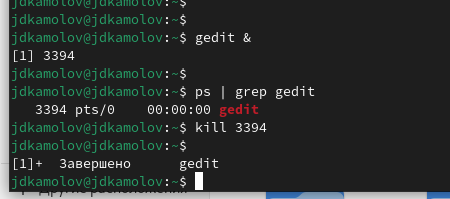 jdkamolov@jdkamolov:~$
jdkamolov@jdkamolov:~$
jdkamolov@jdkamolov:~$ gedit &
[1] 3394
jdkamolov@jdkamolov:~$
jdkamolov@jdkamolov:~$ ps | grep gedit
3394 pts/0 00:00:00 gedit
jdkamolov@jdkamolov:~$ kill 3394
jdkamolov@jdkamolov:~$
[1]+ Завершено gedit
jdkamolov@jdkamolov:~$